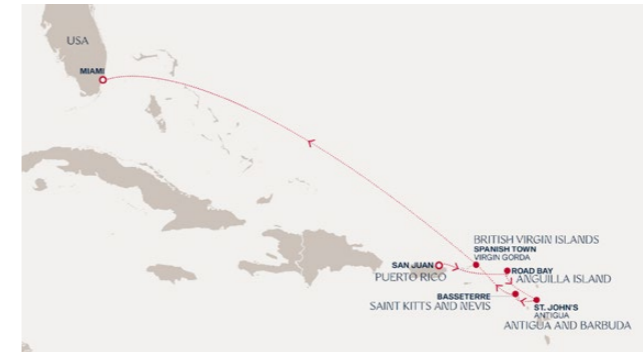 USA
MIAMI
BRITISH VIRGIN ISLANDS
SPANISH TOWN
VIRGIN GORDA
SAN JUAN
PUERTO RICO
ROAD BAY
ANGUILLA ISLAND
BASSETERRE
SAINT KITTS AND NEVIS
ST. JOHN'S
ANTIGUA
ANTIGUA AND BARBUDA